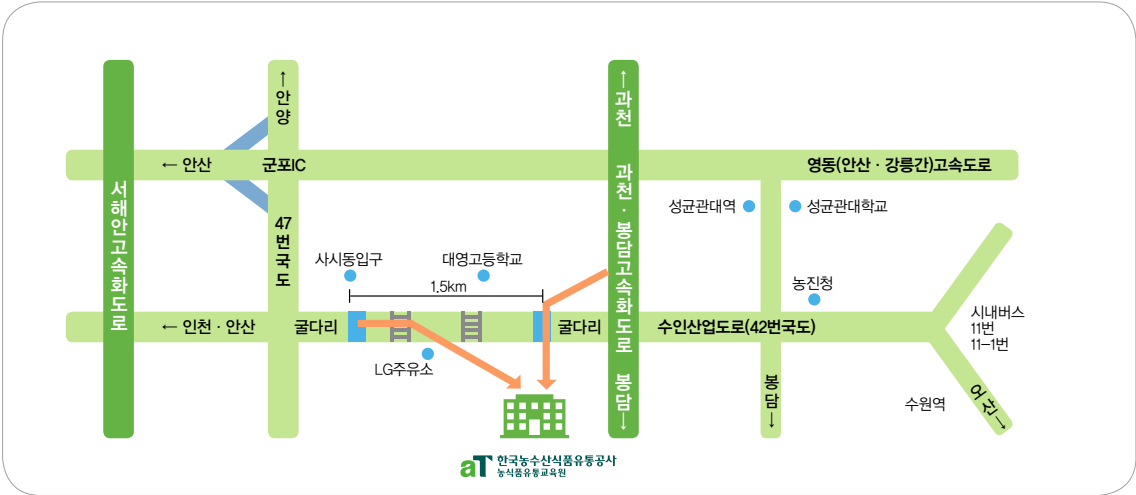 ↑안양
↑과천
← 안산
군포IC
영동(안산 · 강릉간)고속도로
서해안고속화도로
과천 · 봉담고속화도로
성균관대역
성균관대학교
47번국도
사시동입구
대영고등학교
1.5km
농진청
← 인천 · 안산
굴다리
굴다리
수인산업도로(42번국도)
시내버스
11번
11-1번
LG주유소
봉담↓
봉담↓
오산→
수원역
aT 한국농수산식품유통공사
농식품유통교육원